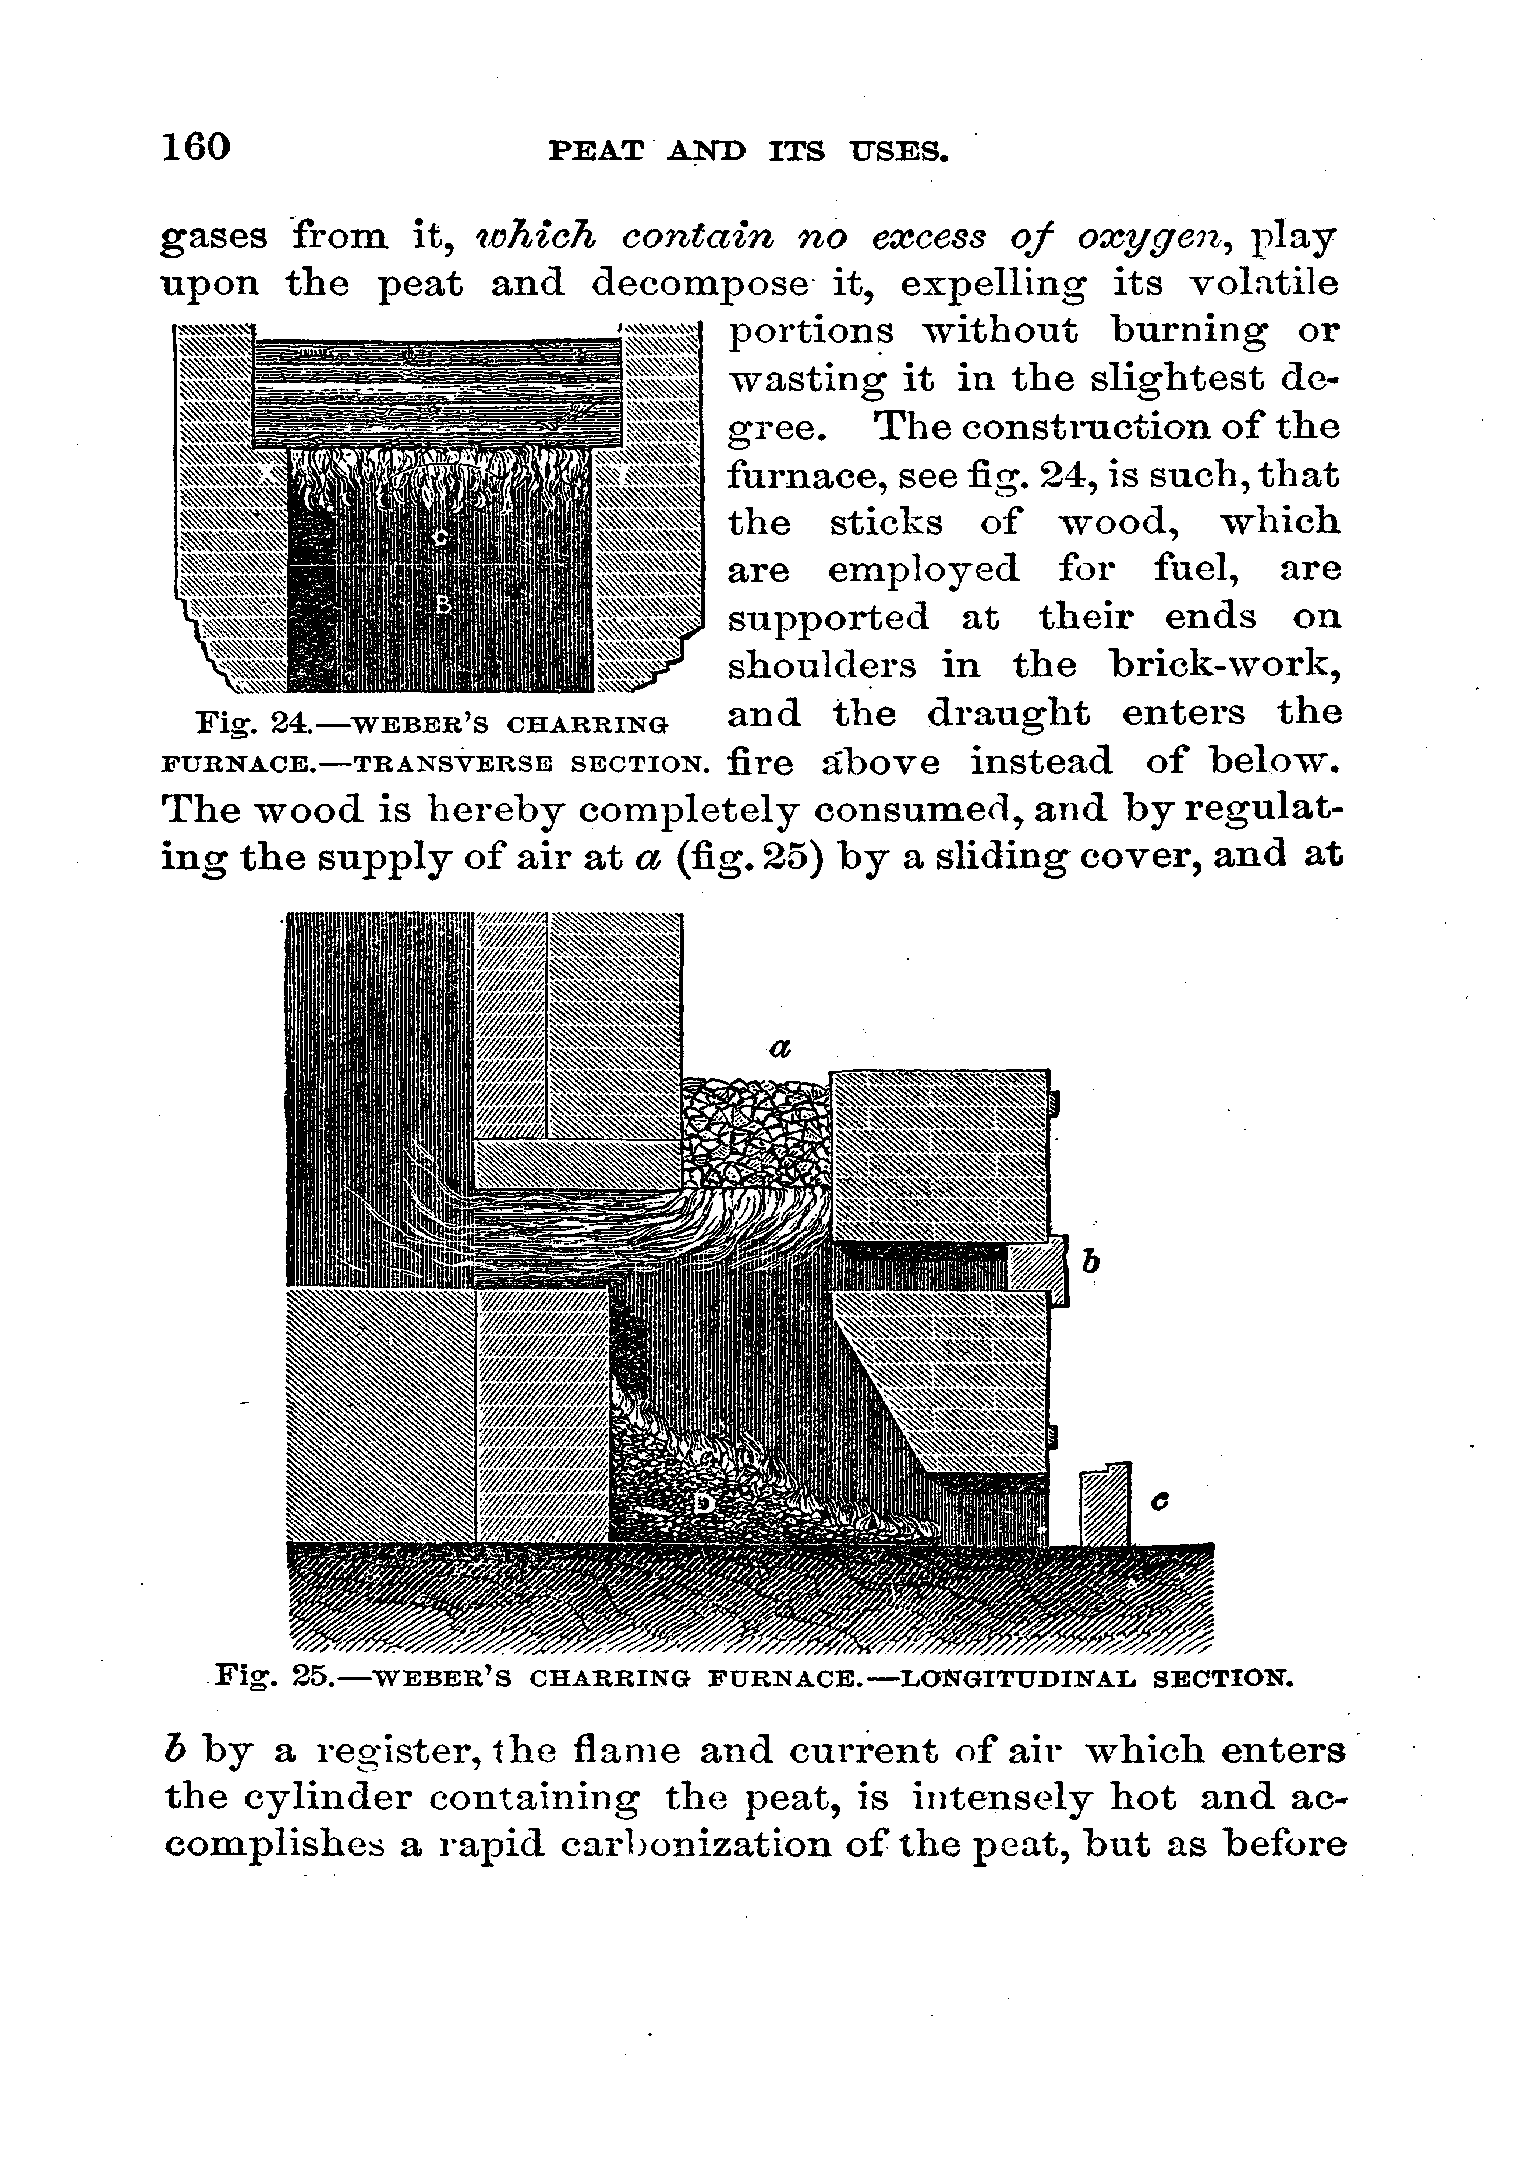 160 PEAT AND ITS USES.
gases from it, which contain no excess of oxygen, play
upon the peat and decompose it, expelling its volatile
portions without burning or
wasting it in the slightest de-
gree. The construction of the
furnace, see fig. 24, is such, that
the sticks of wood, which
are employed for fuel, are
supported at their ends on
shoulders in the brick-work,
and the draught enters the
fire above instead of below.
X
Y
C
B
Fig. 24.—WEBER'S CHARRING
FURNACE.—TRANSVERSE SECTION.
The wood is hereby completely consumed, and by regulat-
ing the supply of air at a (fig. 25) by a sliding cover, and at
a
b
D
c
Fig. 25.—WEBER'S CHARRING FURNACE.—LONGITUDINAL SECTION.
b by a register, the flame and current of air which enters
the cylinder containing the peat, is intensely hot and ac-
complishes a rapid carbonization of the peat, but as before